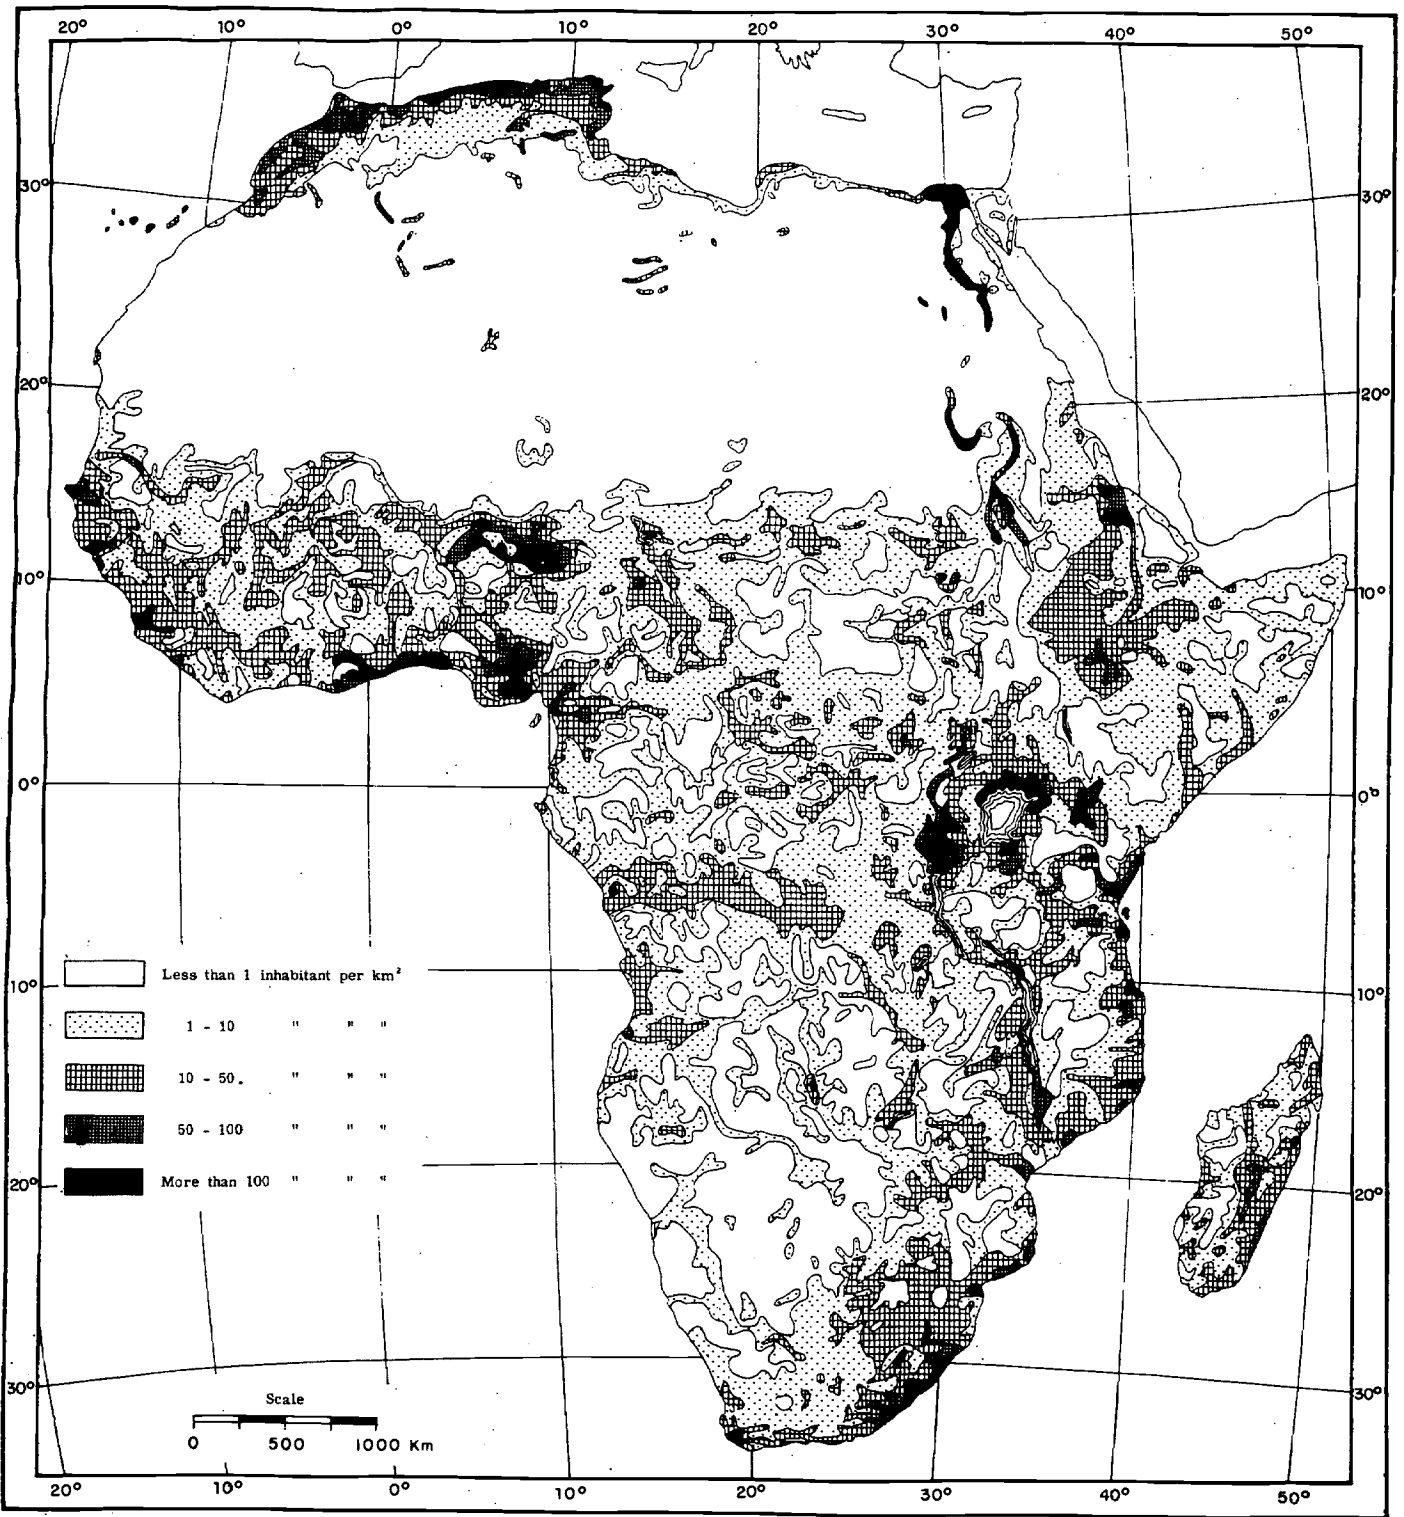 20° 10° 0° 10° 20° 30° 40° 50°
30° 30°
20° 20°
10° 10°
0° 0°
Less than 1 inhabitant per km²
10° 10°
1 - 10 " " "
10 - 50. " " "
50 - 100 " " "
More than 100 " " "
20° 20°
30° 30°
Scale
0 500 1000 Km
20° 10° 0° 10° 20° 30° 40° 50°